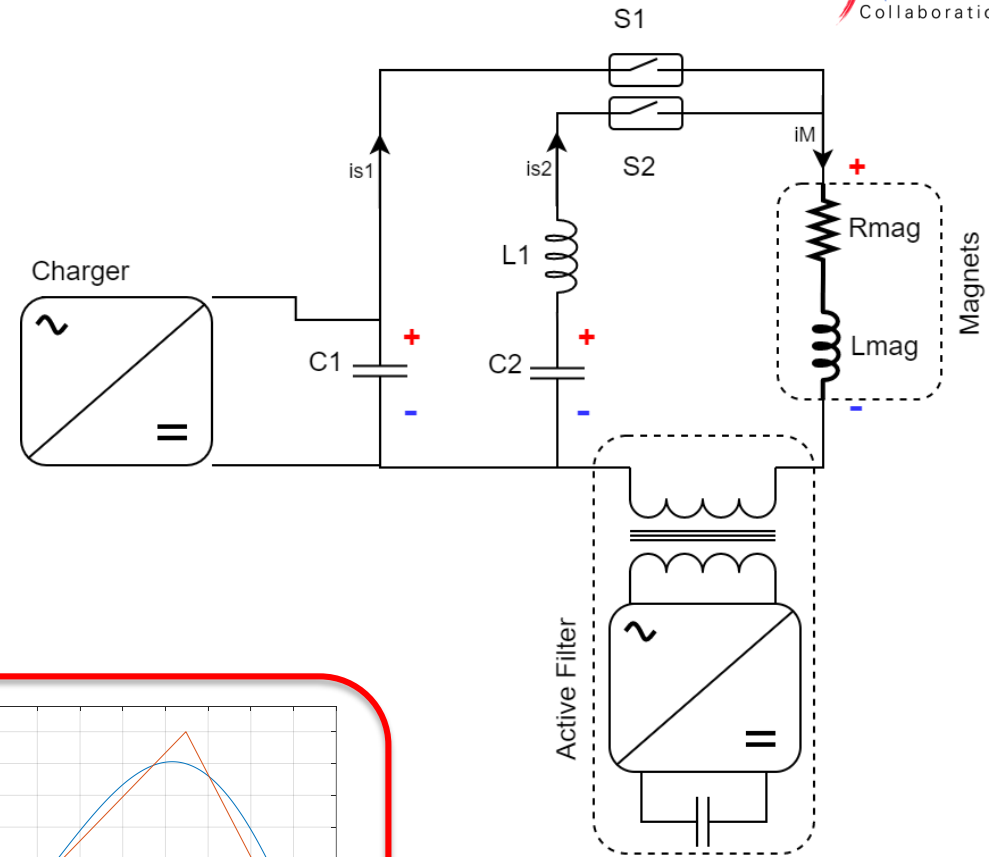 Collaboratio
S1
iM
is1
is2
S2
+
Rmag
L1
Magnets
Charger
+
+
C1
C2
Lmag
-
-
-
Active Filter